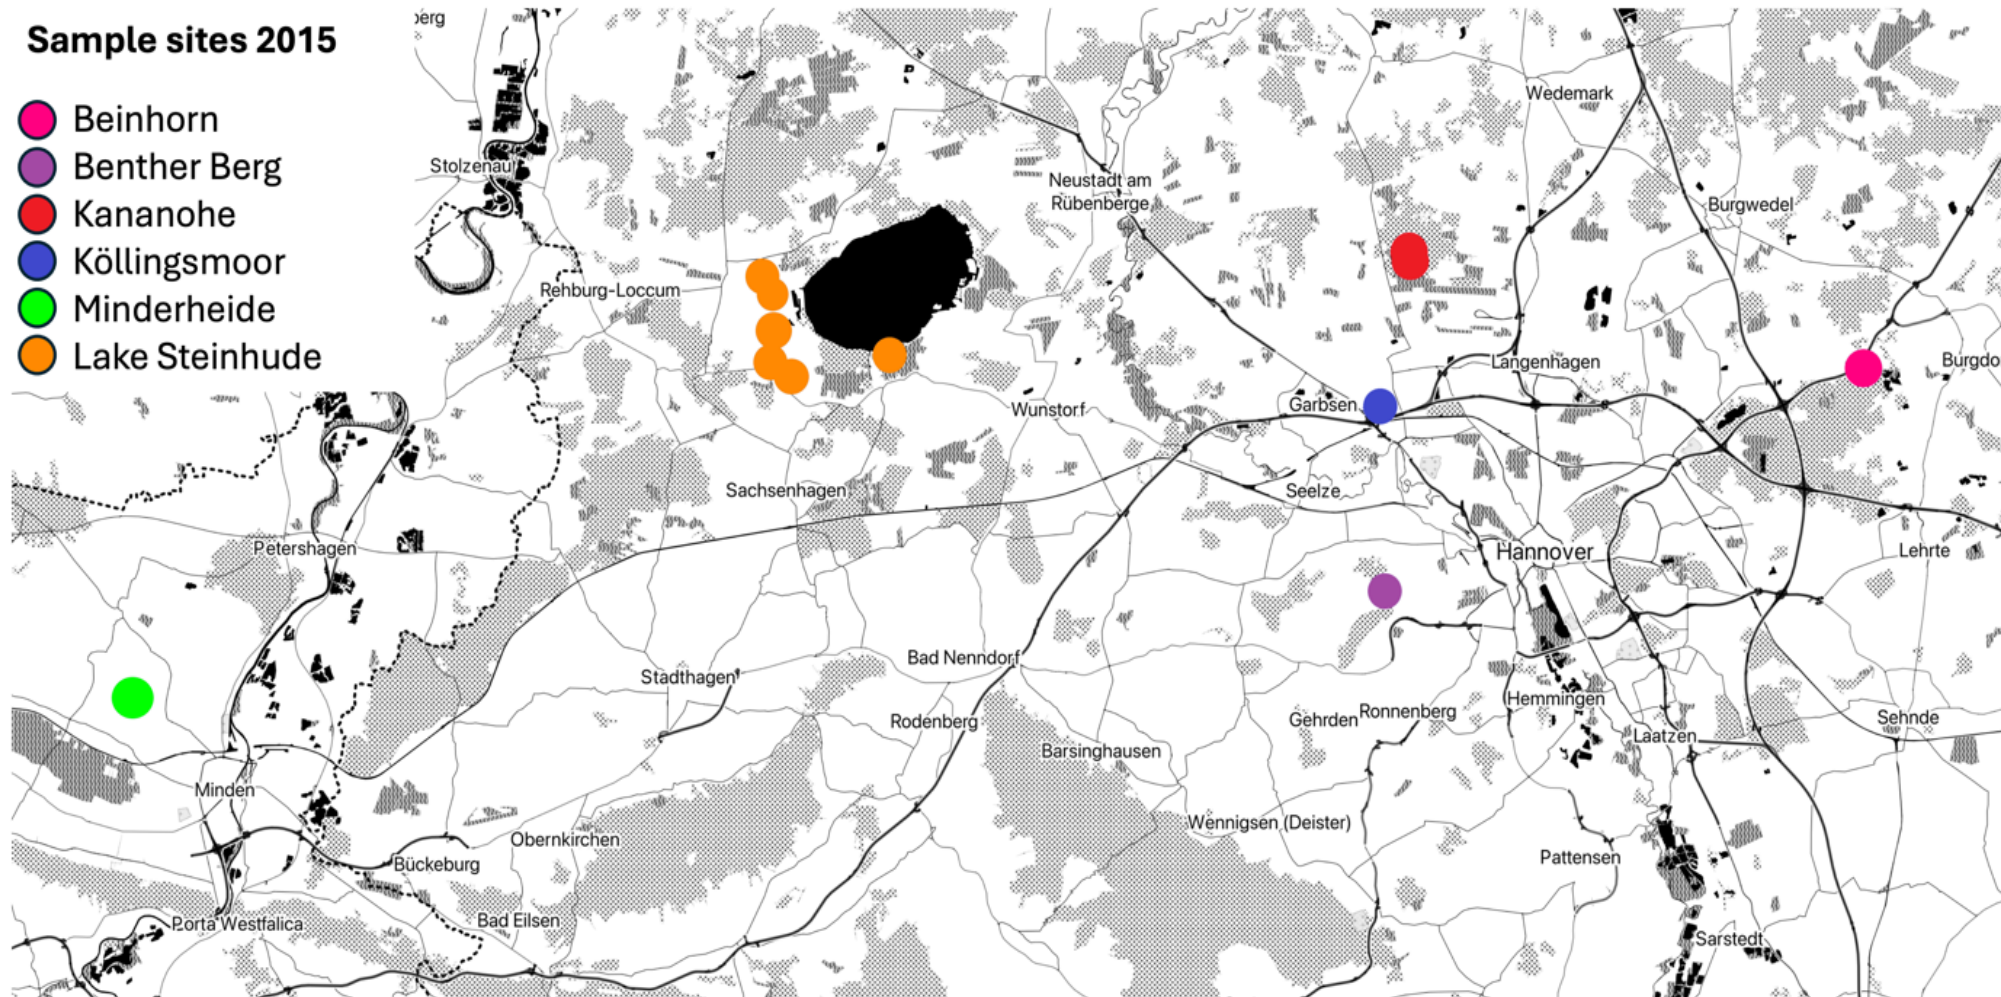 Sample sites 2015
Beinhorn
Benther Berg
Kananohe
Köllingsmoor
Minderheide
Lake Steinhude
berg
Wedemark
Stolzenau
Neustadt am
Rübenberge
Burgwedel
Rehburg-Loccum
Langenhagen
Burgdo
Garbsen
Wunstorf
Sachsenhagen
Seelze
Petershagen
Hannover
Lehrte
Bad Nenndorf
Stadthagen
Hemmingen
Gehrden
Ronnenberg
Sehnde
Rodenberg
Laatzen
Barsinghausen
Minden
Wennigsen (Deister)
Obernkirchen
Pattensen
Bückeburg
Porta Westfalica
Bad Eilsen
Sarstedt